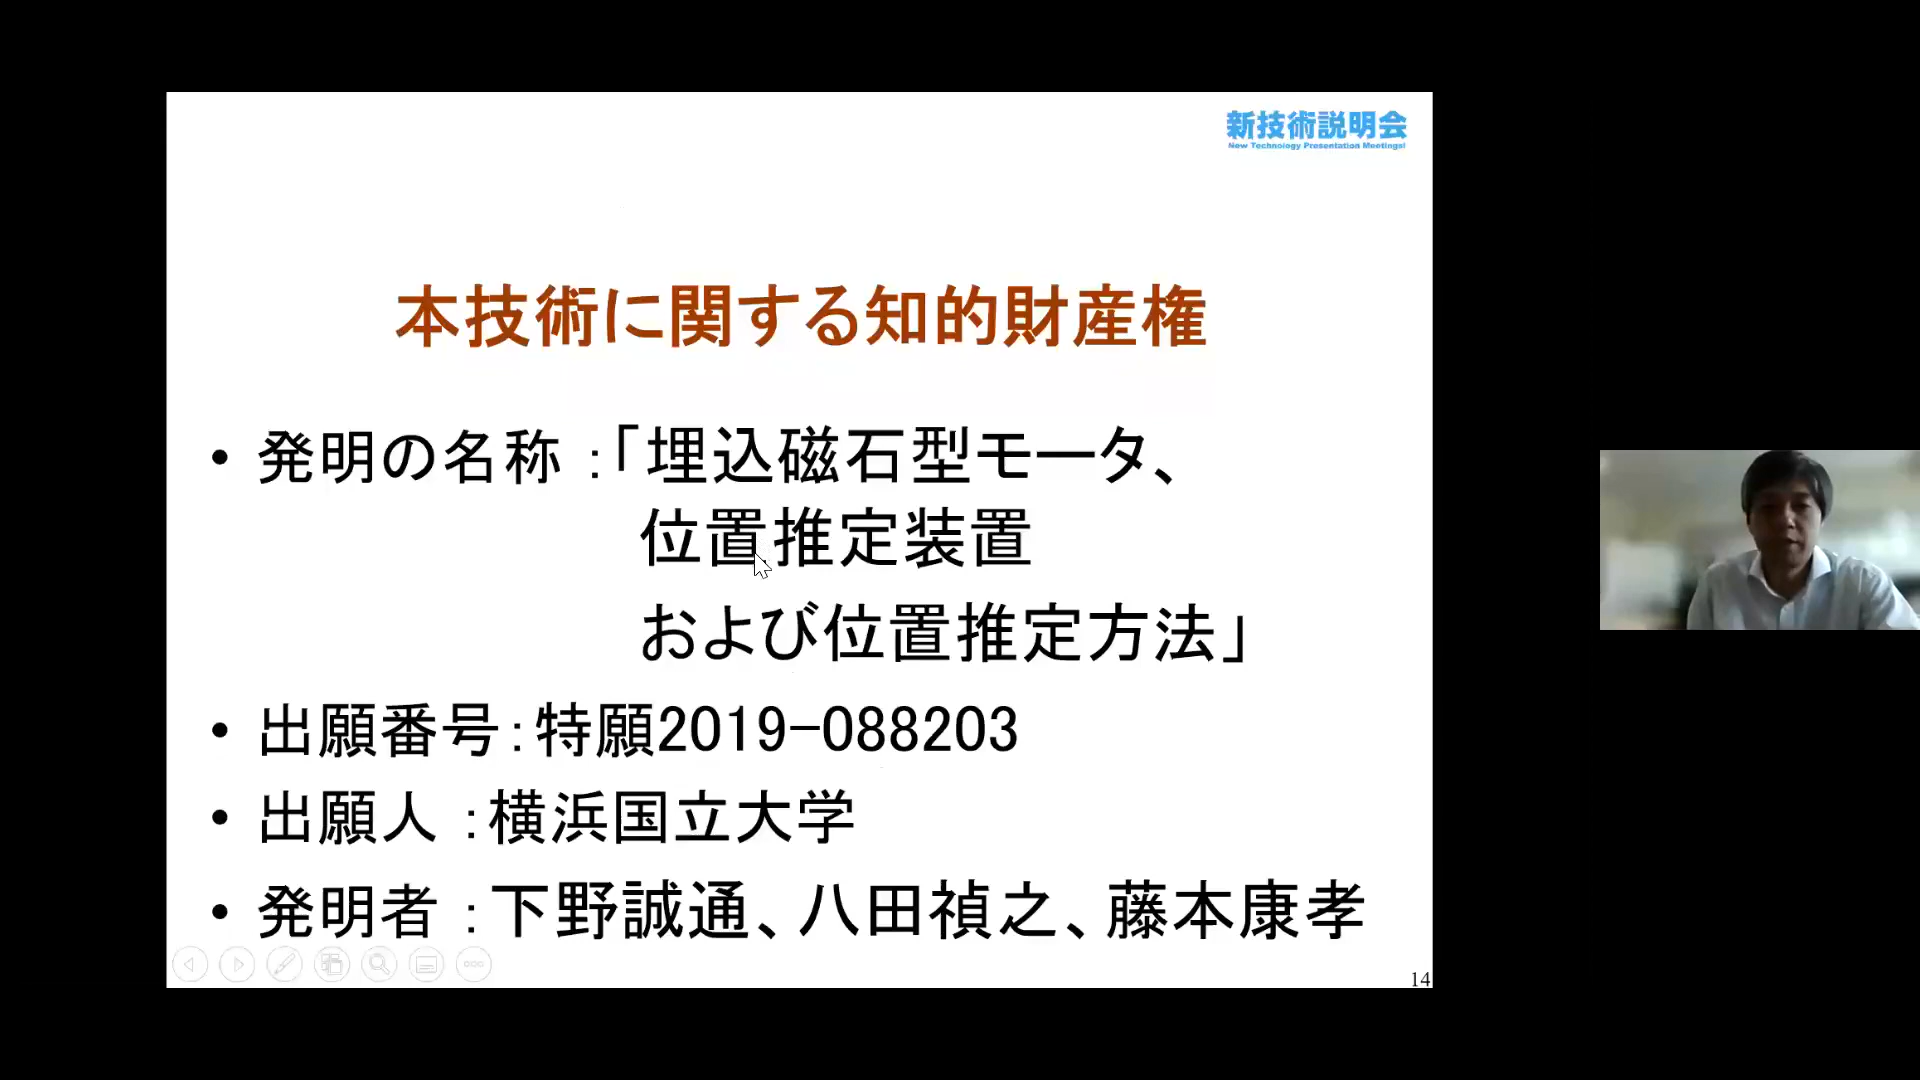 新技術説明会
New Technology Presentation Meetings!
本技術に関する知的財産権
• 発明の名称 :「埋込磁石型モータ、
位置推定装置
および位置推定方法」
• 出願番号:特願2019-088203
• 出願人 :横浜国立大学
• 発明者 :下野誠通、八田禎之、藤本康孝
14